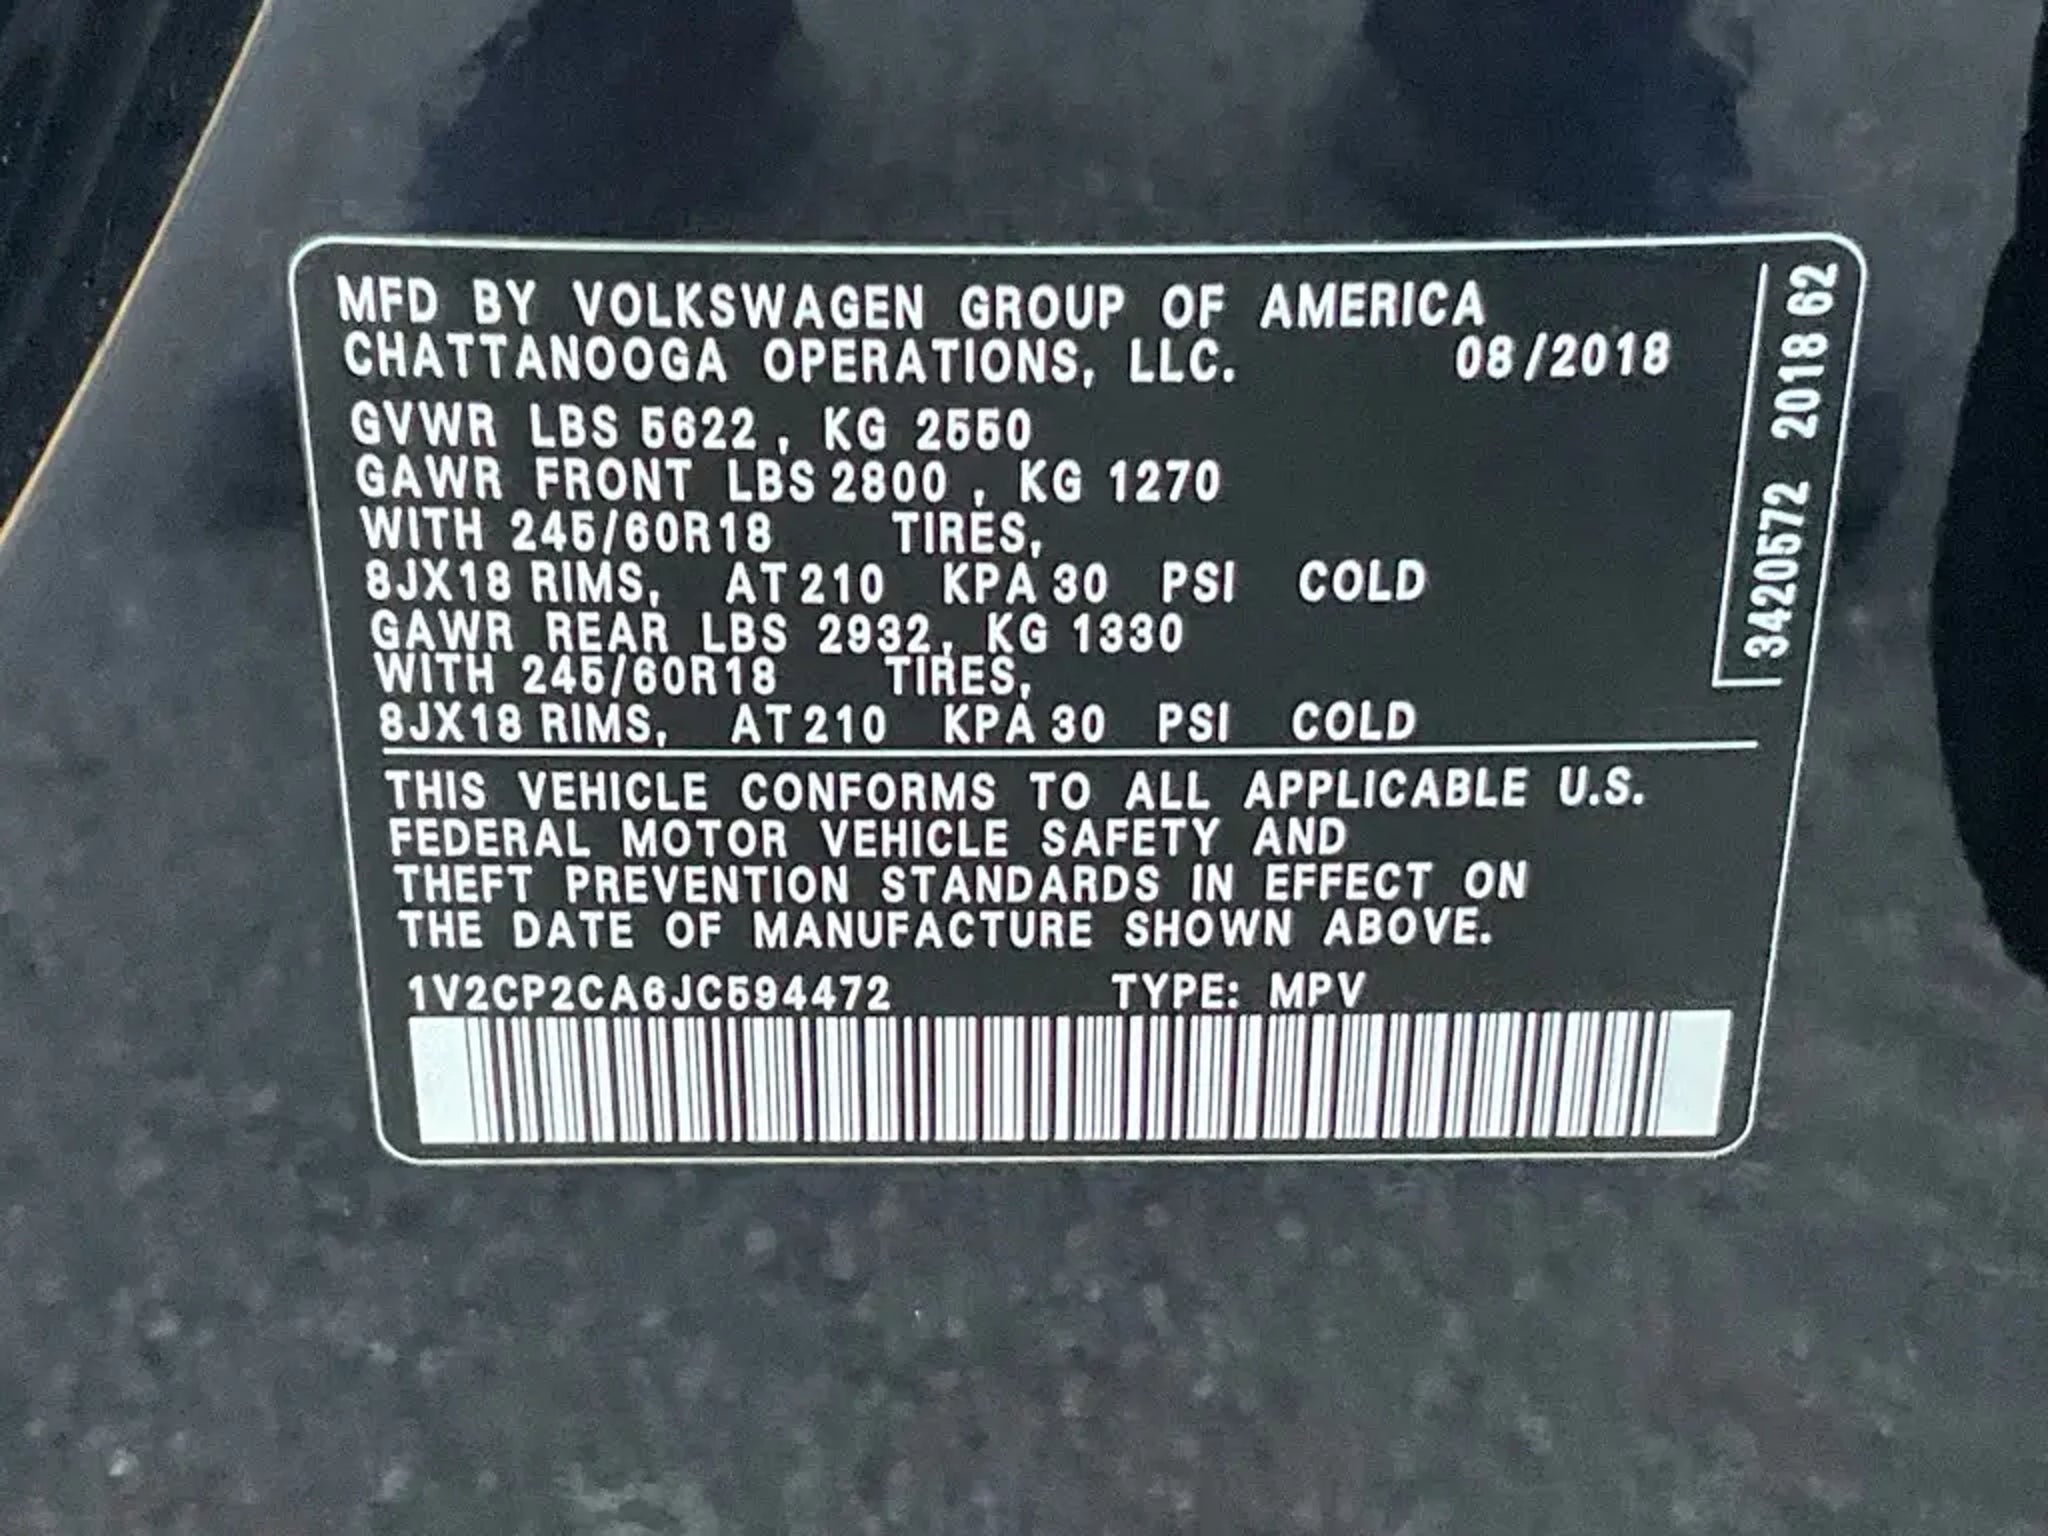 MFD BY VOLKSWAGEN GROUP OF AMERICA
CHATTANOOGA OPERATIONS, LLC. 08/2018
GVWR LBS 5622, KG 2550
GAWR FRONT LBS 2800, KG 1270
WITH 245/60R18 TIRES,
8JX18 RIMS, AT 210 KPA 30 PSI COLD
GAWR REAR LBS 2932, KG 1330
WITH 245/60R18 TIRES,
8JX18 RIMS, AT 210 KPA 30 PSI COLD
THIS VEHICLE CONFORMS TO ALL APPLICABLE U.S.
FEDERAL MOTOR VEHICLE SAFETY AND
THEFT PREVENTION STANDARDS IN EFFECT ON
THE DATE OF MANUFACTURE SHOWN ABOVE.
1V2CP2CA6JC594472 TYPE: MPV
3420572 2018 62